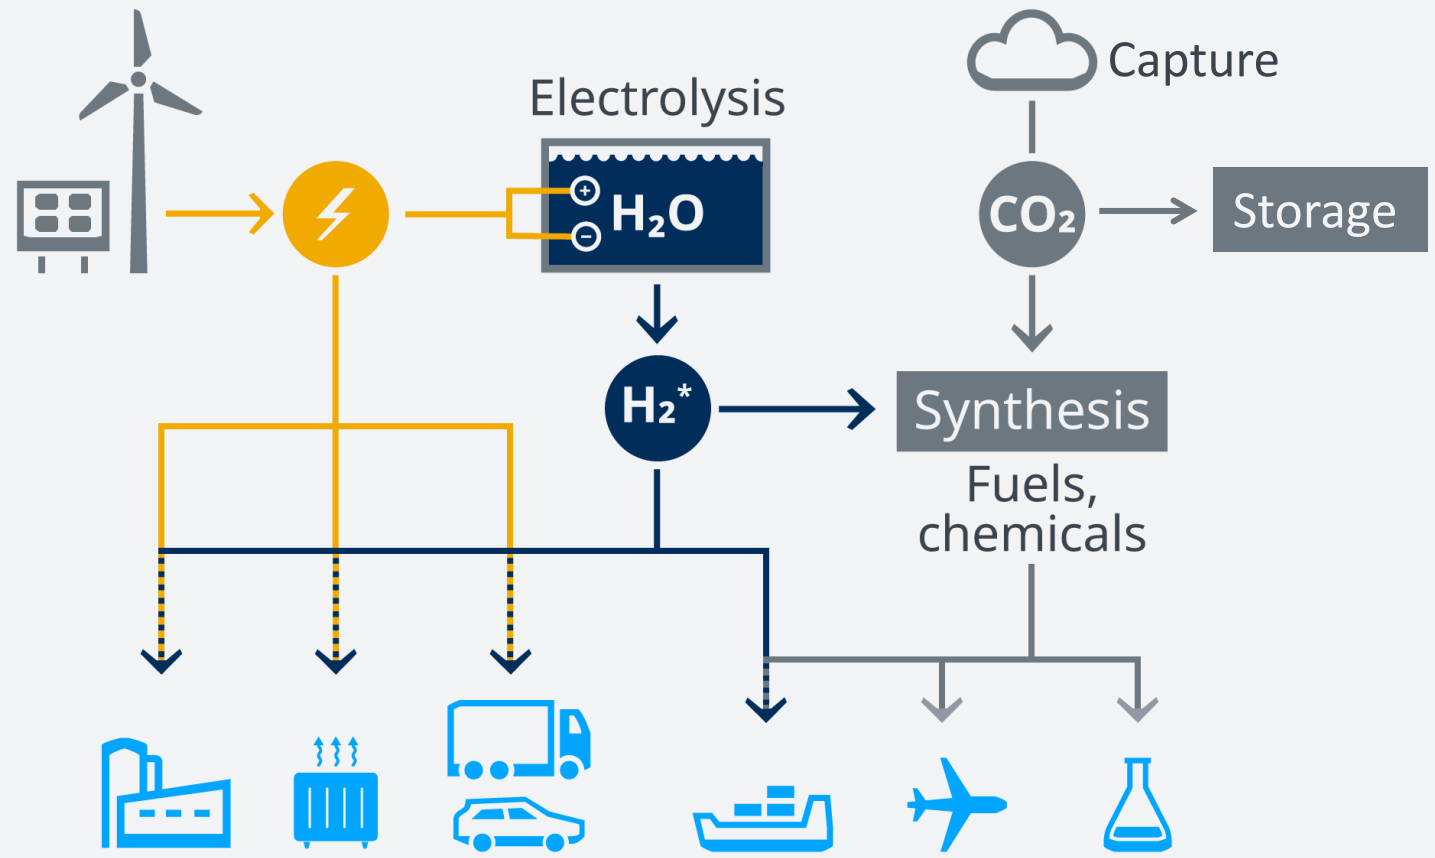 Capture
Electrolysis
+
H₂O
−
CO₂
Storage
H₂*
Synthesis
Fuels,
chemicals